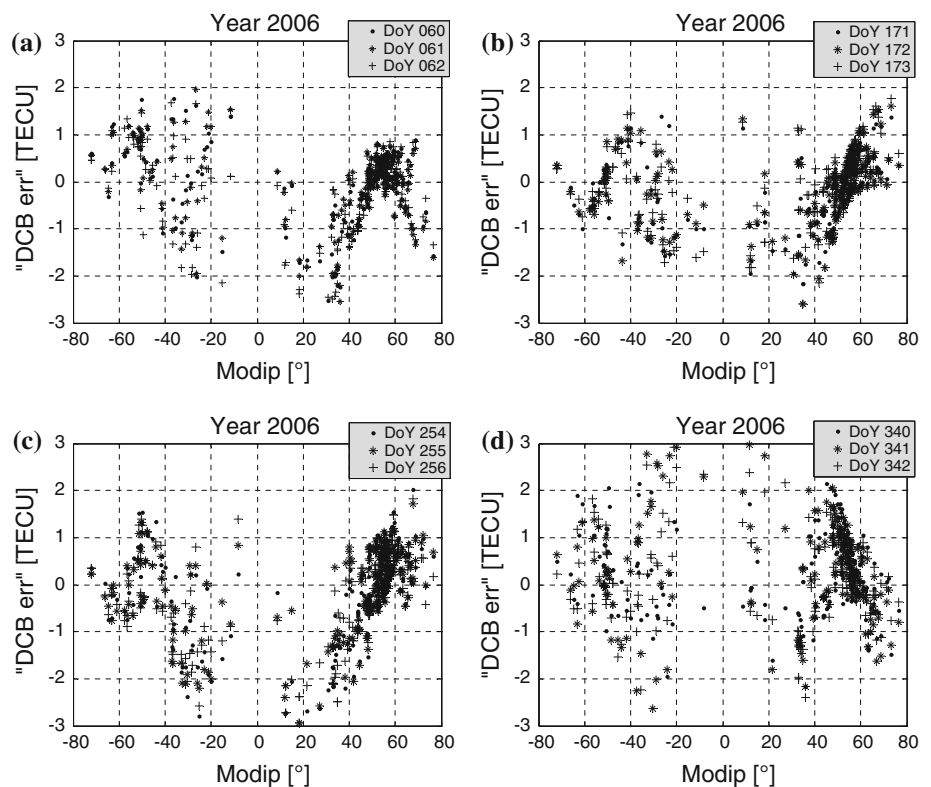 (a)
Year 2006
DoY 060
DoY 061
DoY 062
"DCB err" [TECU]
3
2
1
0
-1
-2
-3
-80 -60 -40 -20 0 20 40 60 80
Modip [°]
(b)
Year 2006
DoY 171
DoY 172
DoY 173
"DCB err" [TECU]
3
2
1
0
-1
-2
-3
-80 -60 -40 -20 0 20 40 60 80
Modip [°]
(c)
Year 2006
DoY 254
DoY 255
DoY 256
"DCB err" [TECU]
3
2
1
0
-1
-2
-3
-80 -60 -40 -20 0 20 40 60 80
Modip [°]
(d)
Year 2006
DoY 340
DoY 341
DoY 342
"DCB err" [TECU]
3
2
1
0
-1
-2
-3
-80 -60 -40 -20 0 20 40 60 80
Modip [°]